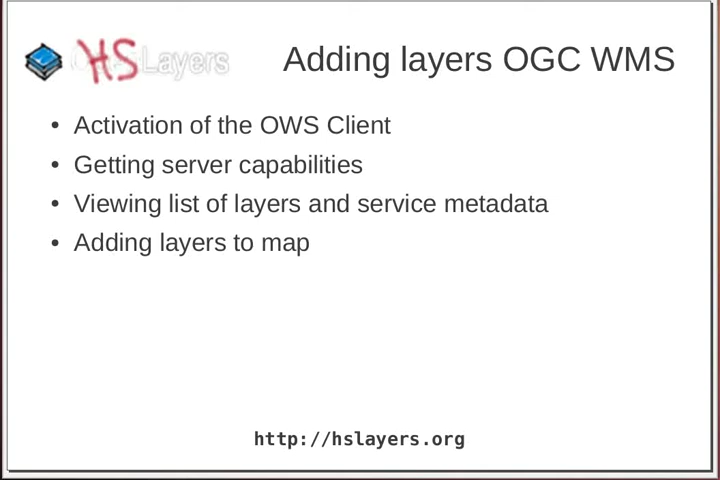 HSLayers
Adding layers OGC WMS
• Activation of the OWS Client
• Getting server capabilities
• Viewing list of layers and service metadata
• Adding layers to map
http://hslayers.org